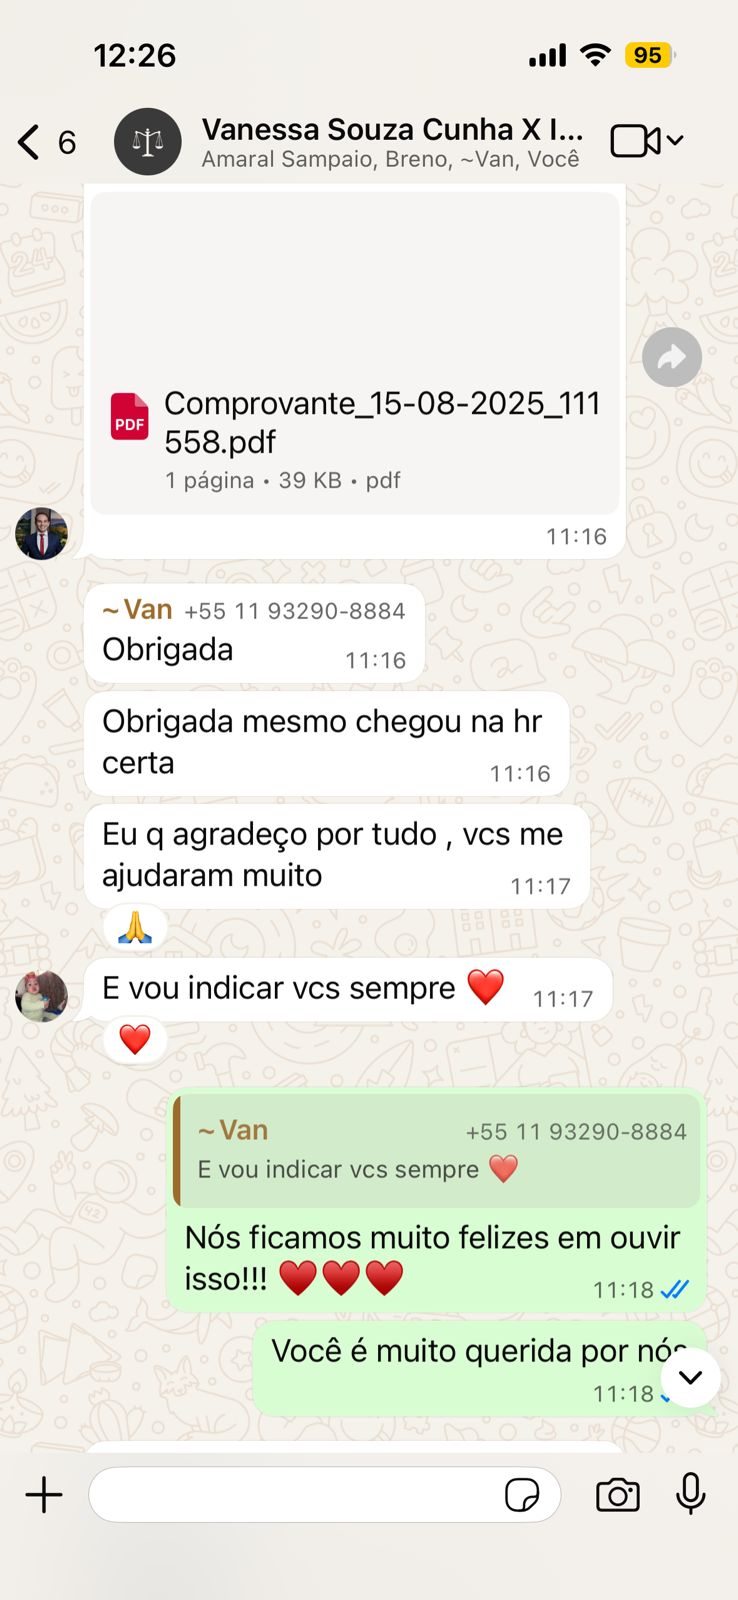 12:26
95
6
Vanessa Souza Cunha X I...
Amaral Sampaio, Breno, ~Van, Você
PDF
Comprovante_15-08-2025_111
558.pdf
1 página • 39 KB • pdf
11:16
~Van +55 11 93290-8884
Obrigada
11:16
Obrigada mesmo chegou na hr
certa
11:16
Eu q agradeço por tudo , vcs me
ajudaram muito
11:17
🙏
E vou indicar vcs sempre ❤️
11:17
❤️
~Van +55 11 93290-8884
E vou indicar vcs sempre ❤️
Nós ficamos muito felizes em ouvir
isso!!! ♥️♥️♥️
11:18
Você é muito querida por nós
11:18